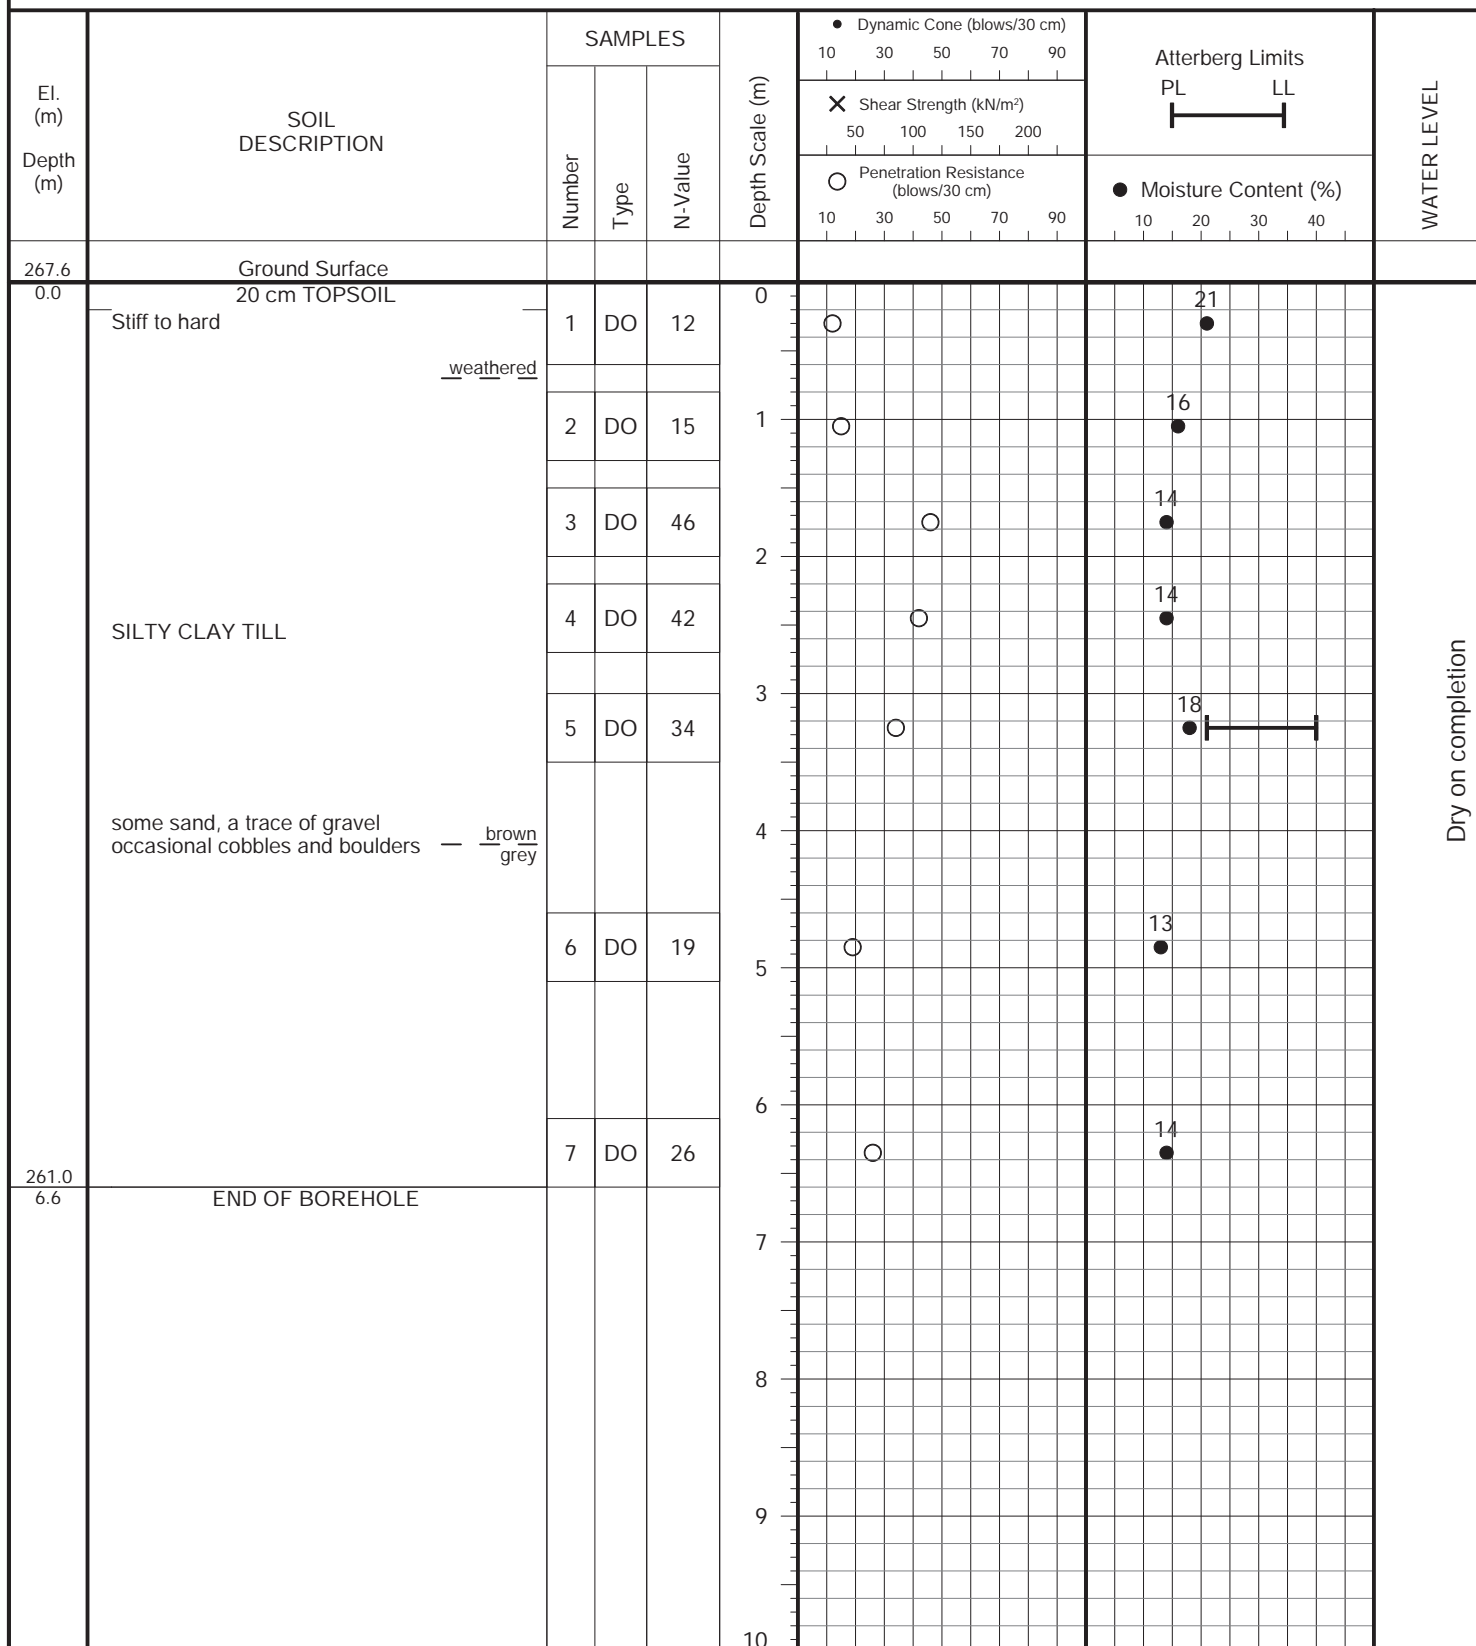 El.
(m)
Depth
(m)
SOIL
DESCRIPTION
SAMPLES
Number
Type
N-Value
Depth Scale (m)
Dynamic Cone (blows/30 cm)
10 30 50 70 90
Shear Strength (kN/m²)
50 100 150 200
Penetration Resistance
(blows/30 cm)
10 30 50 70 90
Atterberg Limits
PL LL
Moisture Content (%)
10 20 30 40
WATER LEVEL
267.6 Ground Surface
0.0 20 cm TOPSOIL 0
21
Stiff to hard 1 DO 12
weathered
16
2 DO 15 1
14
3 DO 46
2
14
4 DO 42
SILTY CLAY TILL
3
18
5 DO 34
Dry on completion
some sand, a trace of gravel
occasional cobbles and boulders
brown
grey
4
13
6 DO 19
5
6
14
7 DO 26
261.0
6.6 END OF BOREHOLE
7
8
9
10